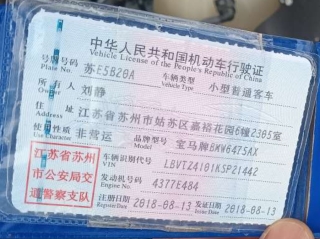 中华人民共和国机动车行驶证
Vehicle License of the People's Republic of China
号牌号码 苏E5B20A 车辆类型 小型普通客车
Plate No. Vehicle Type
所有人 刘静
Owner
住址 江苏省苏州市姑苏区嘉裕花园6幢2305室
Address
使用性质 非营运 品牌型号 宝马牌BMW6475AX
Use Character Model
江苏省苏州
市公安局交
通警察支队
车辆识别代号 LBVTZ4101KSP21442
VIN
发动机号码 4377E484
Engine No.
注册日期 2018-08-13 发证日期 2018-08-13
Register Date Issue Date